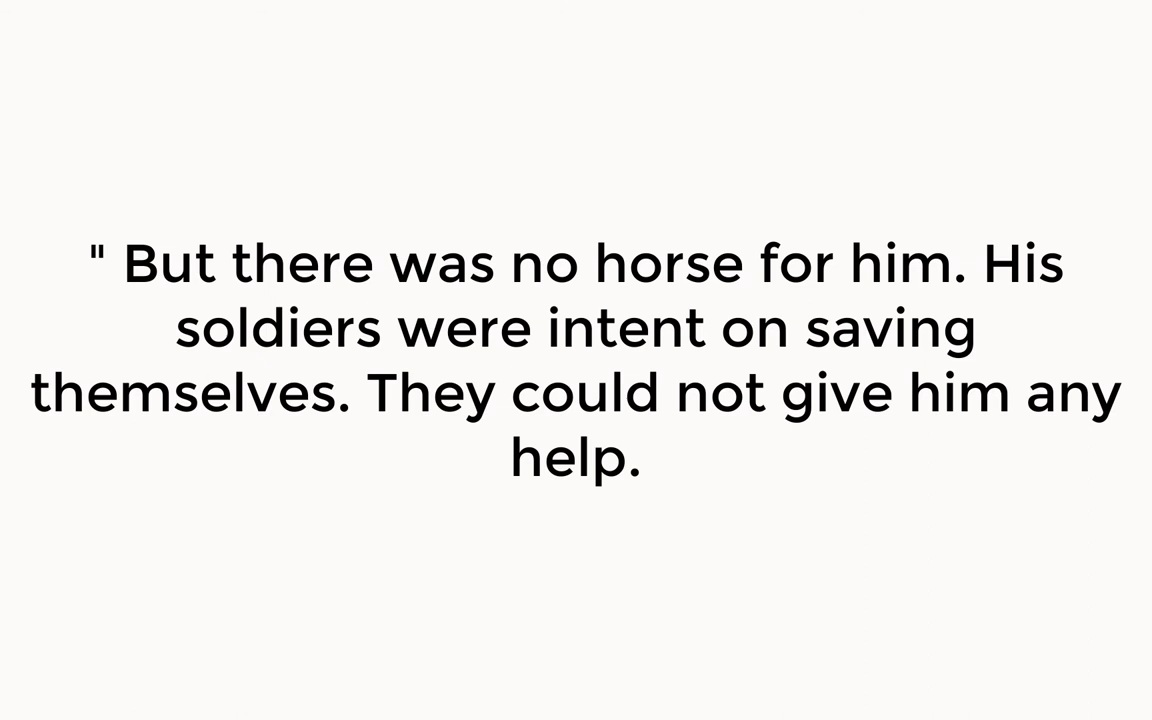 " But there was no horse for him. His
soldiers were intent on saving
themselves. They could not give him any
help.